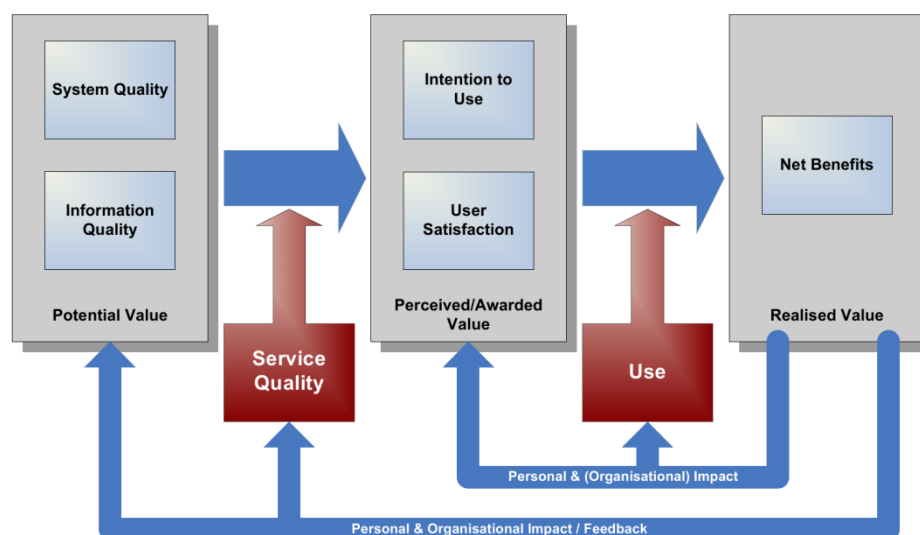 System Quality
Information
Quality
Potential Value
Service
Quality
Intention to
Use
User
Satisfaction
Perceived/Awarded
Value
Use
Net Benefits
Realised Value
Personal & (Organisational) Impact
Personal & Organisational Impact / Feedback